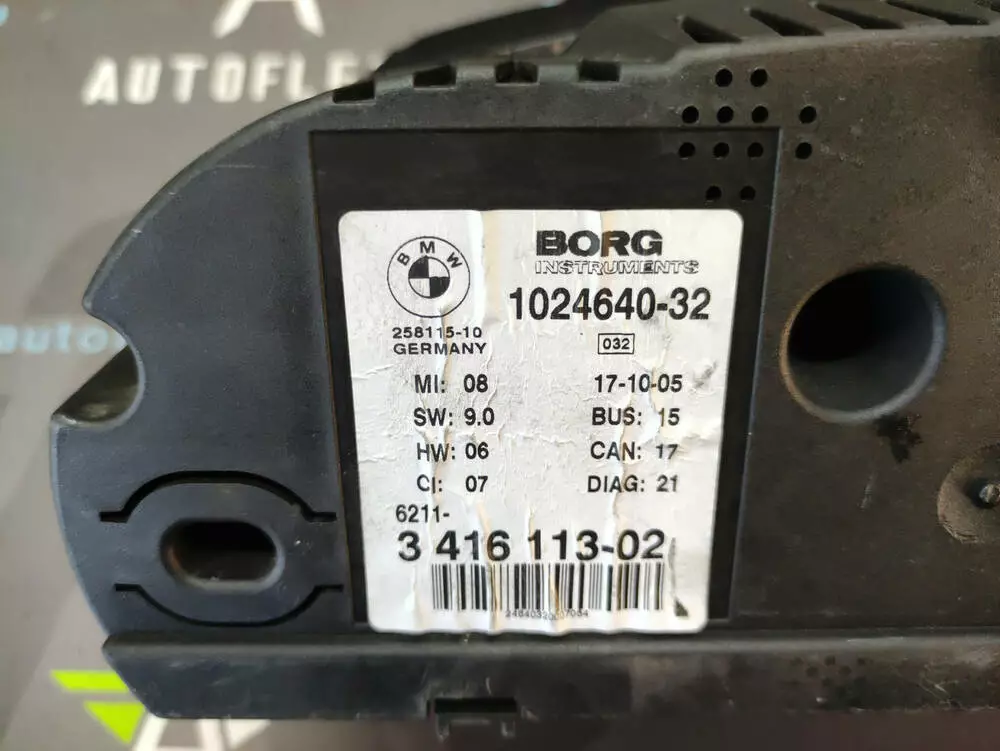 AUTOFLE
BMW
BORG
INSTRUMENTS
1024640-32
258115-10
GERMANY
032
MI: 08
17-10-05
SW: 9.0
BUS: 15
HW: 06
CAN: 17
CI: 07
DIAG: 21
6211-
3 416 113-02
auto